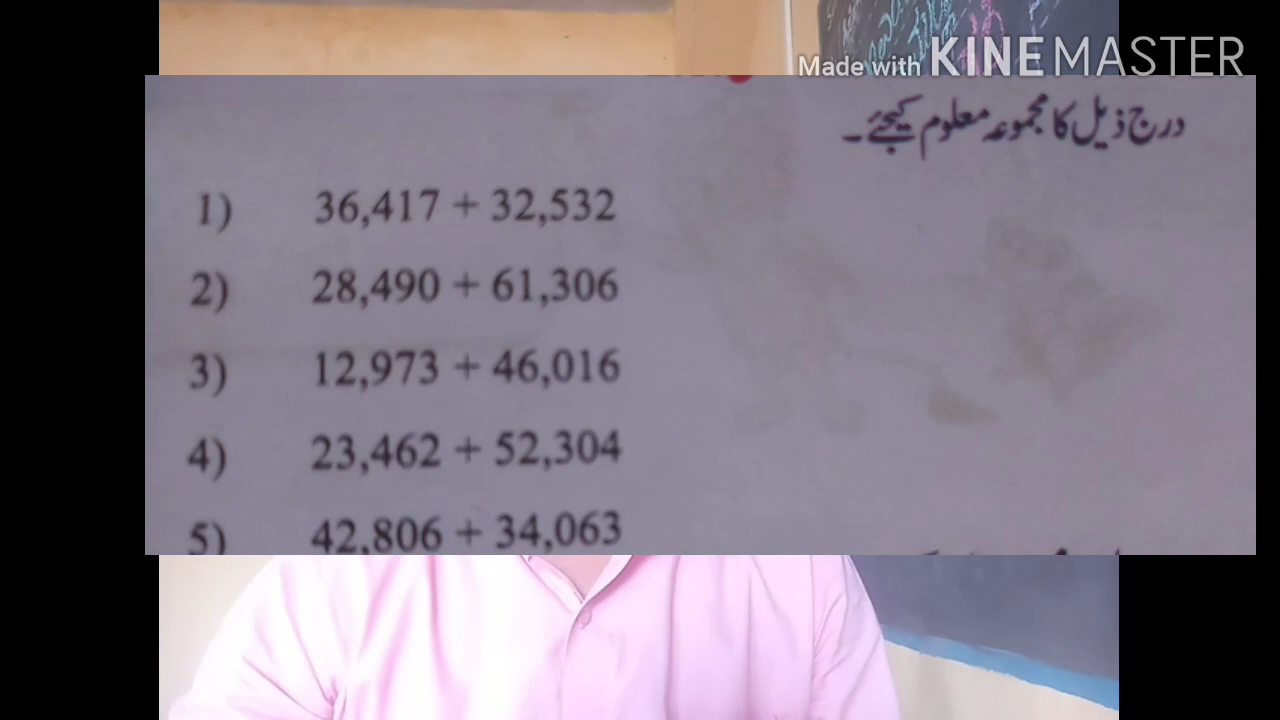 Made with KINEMASTER
درج ذیل کا مجموعہ معلوم کیجئے۔
1) 36,417 + 32,532
2) 28,490 + 61,306
3) 12,973 + 46,016
4) 23,462 + 52,304
5) 42,806 + 34,063